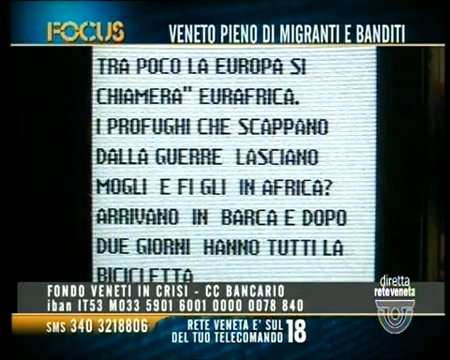 FOCUS
VENETO PIENO DI MIGRANTI E BANDITI
TRA POCO LA EUROPA SI
CHIAMERA" EURAFRICA.
I PROFUGHI CHE SCAPPANO
DALLA GUERRE LASCIANO
MOGLI E FI GLI IN AFRICA?
ARRIVANO IN BARCA E DOPO
DUE GIORNI HANNO TUTTI LA
BICICLETTA
FONDO VENETI IN CRISI - CC BANCARIO
iban IT53 M033 5901 6001 0000 0078 840
diretta
reteveneta
SMS 340 3218806
RETE VENETA E' SUL
DEL TUO TELECOMANDO 18